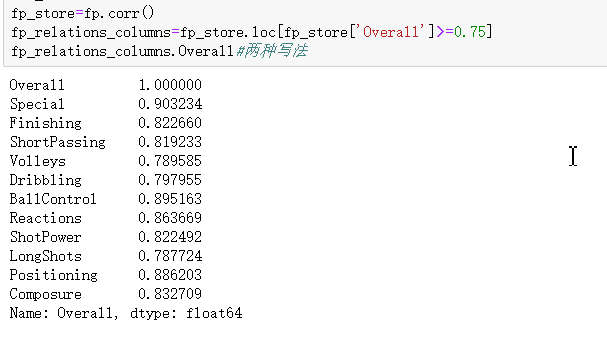 fp_store=fp.corr()
fp_relations_columns=fp_store.loc[fp_store['Overall']>=0.75]
fp_relations_columns.Overall#两种写法
Overall 1.000000
Special 0.903234
Finishing 0.822660
ShortPassing 0.819233
Volleys 0.789585
Dribbling 0.797955
BallControl 0.895163
Reactions 0.863669
ShotPower 0.822492
LongShots 0.787724
Positioning 0.886203
Composure 0.832709
Name: Overall, dtype: float64